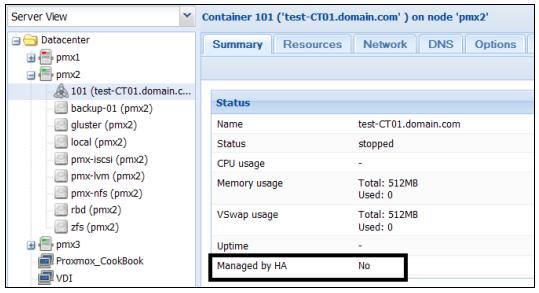 Server View
Datacenter
pmx1
pmx2
101 (test-CT01.domain.c...
backup-01 (pmx2)
gluster (pmx2)
local (pmx2)
pmx-iscsi (pmx2)
pmx-lvm (pmx2)
pmx-nfs (pmx2)
rbd (pmx2)
zfs (pmx2)
pmx3
Proxmox_CookBook
VDI
Container 101 ('test-CT01.domain.com' ) on node 'pmx2'
Summary Resources Network DNS Options
Status
Name test-CT01.domain.com
Status stopped
CPU usage -
Memory usage Total: 512MB
Used: 0
VSwap usage Total: 512MB
Used: 0
Uptime -
Managed by HA No